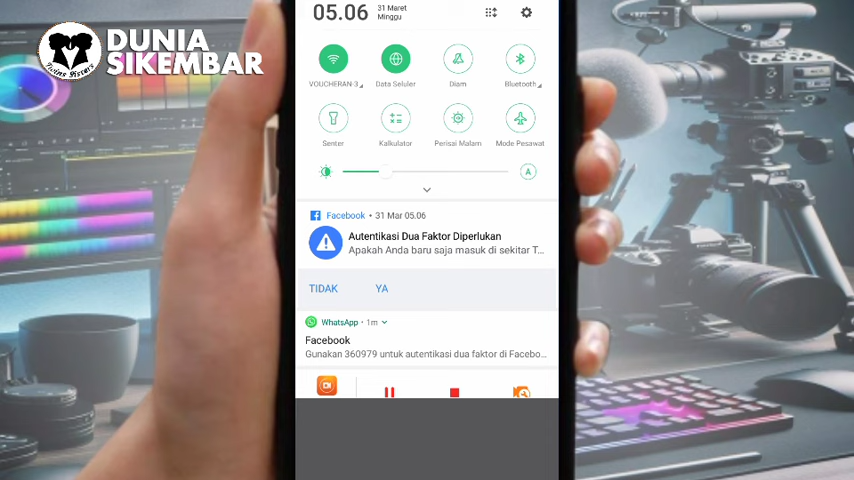 DUNIA
SIKEMBAR
05.06
31 Maret
Minggu
VOUCHERAN-3
Data Seluler
Diam
Bluetooth
Senter
Kalkulator
Perisai Malam
Mode Pesawat
A
Facebook • 31 Mar 05.06
Autentikasi Dua Faktor Diperlukan
Apakah Anda baru saja masuk di sekitar T...
TIDAK YA
WhatsApp • 1m
Facebook
Gunakan 360979 untuk autentikasi dua faktor di Facebo...